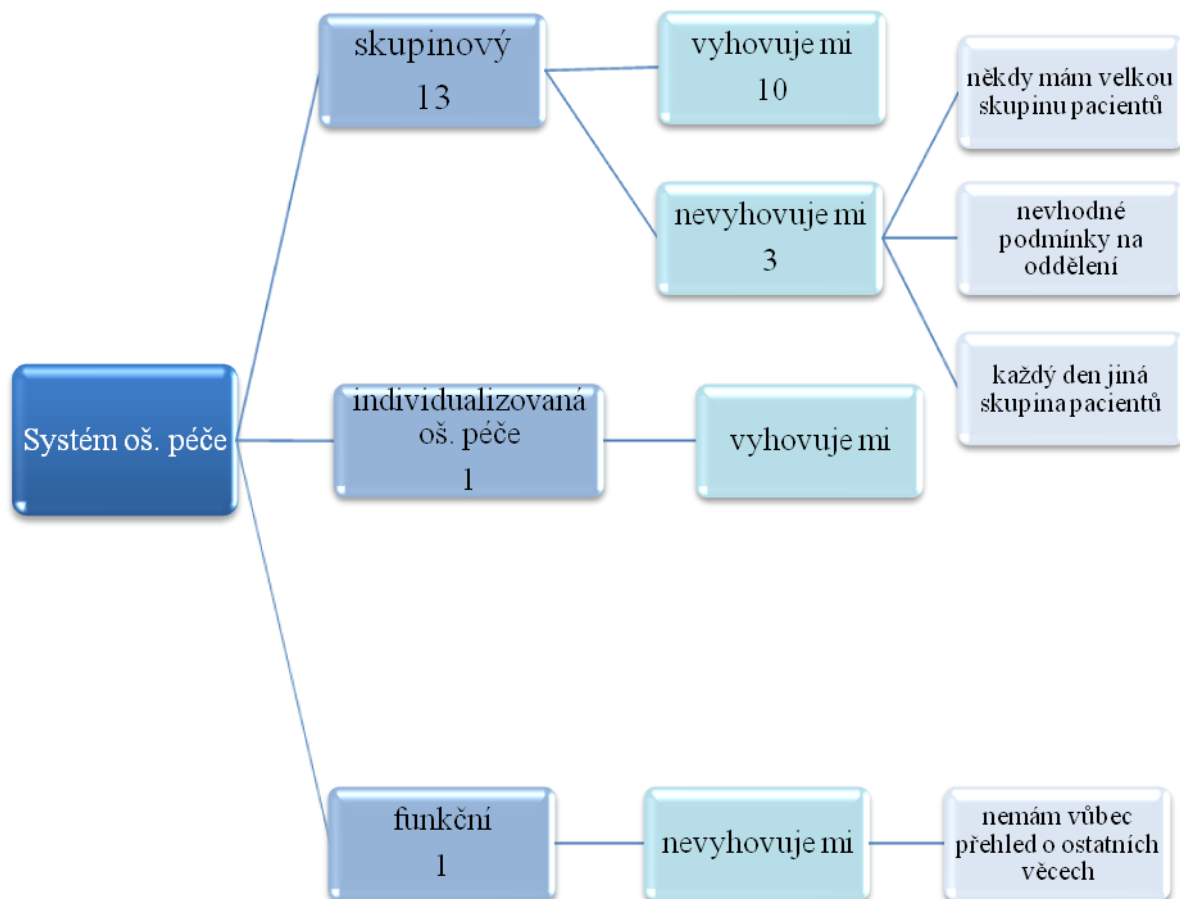 skupinový
13
vyhovuje mi
10
nevyhovuje mi
3
někdy mám velkou
skupinu pacientů
nevhodné
podmínky na
oddělení
každý den jiná
skupina pacientů
Systém oš. péče
individualizovaná
oš. péče
1
vyhovuje mi
funkční
1
nevyhovuje mi
nemám vůbec
přehled o ostatních
věcech